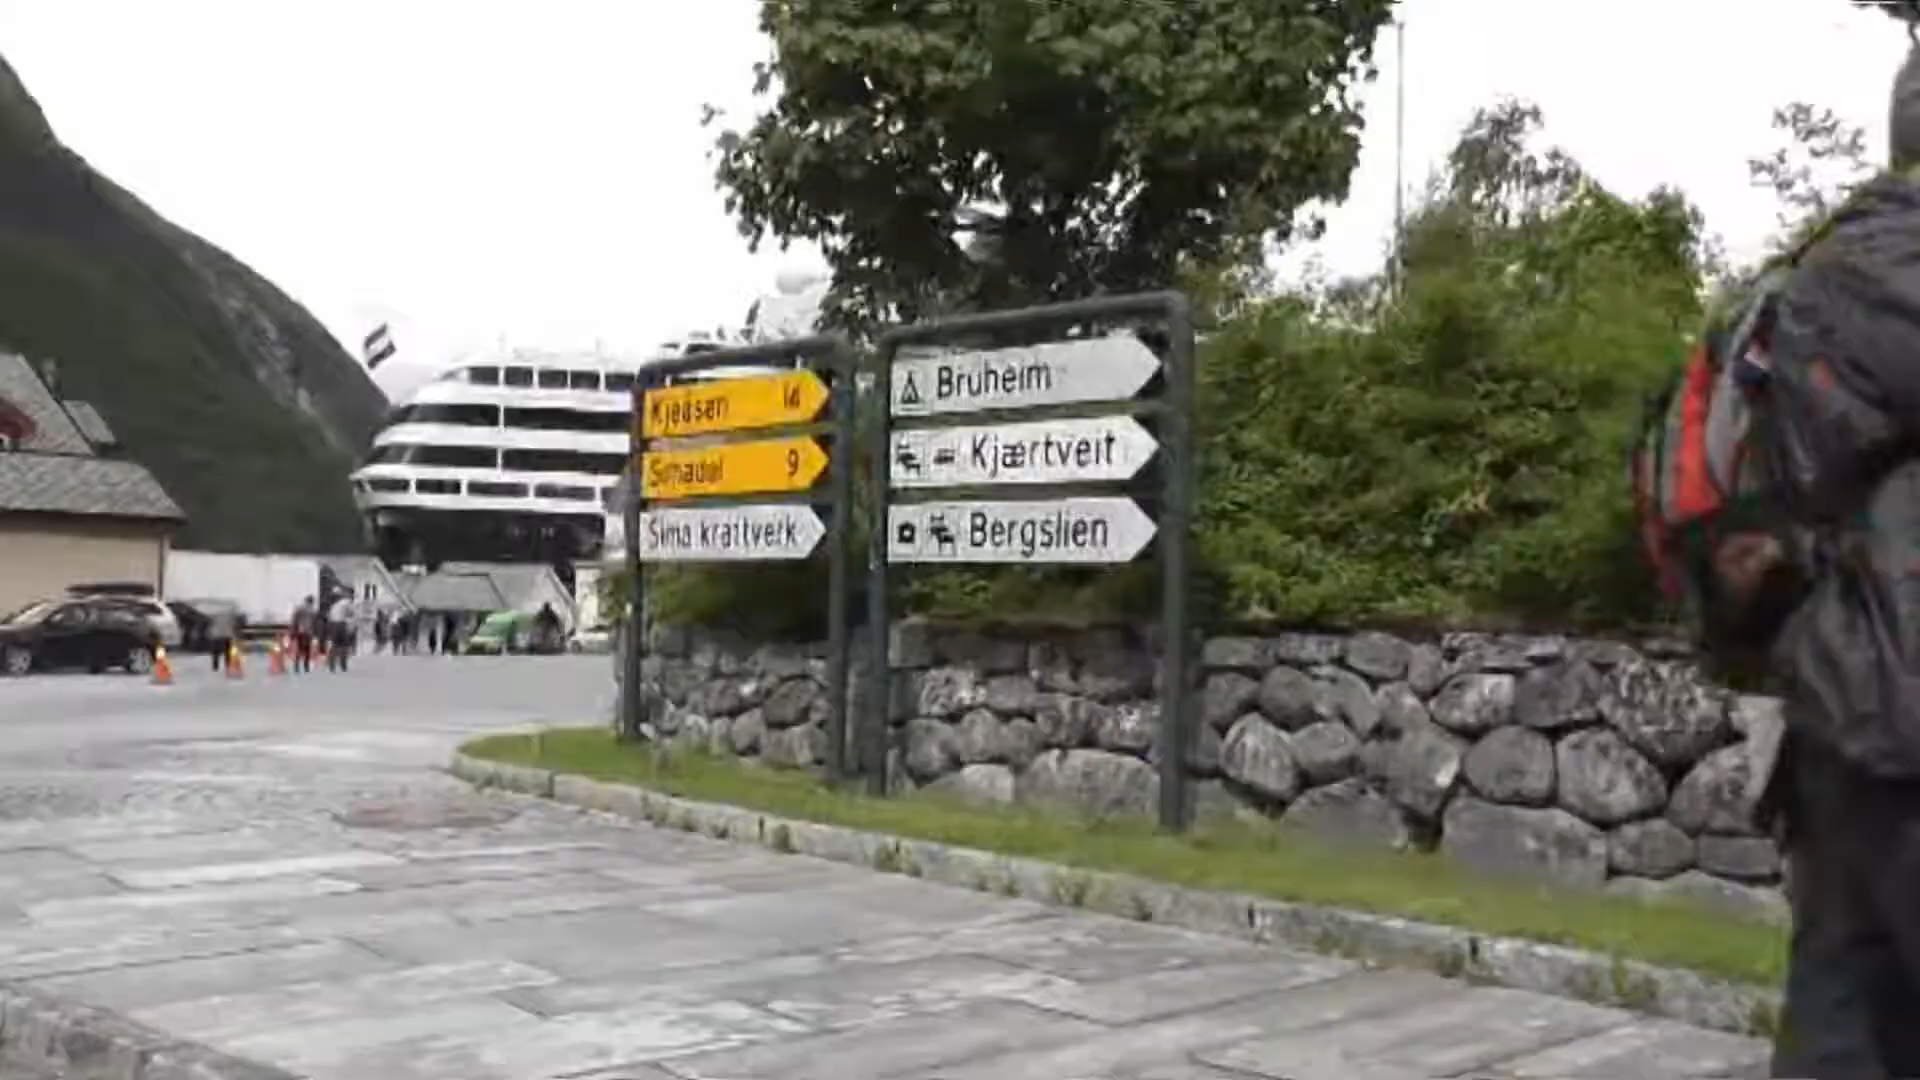 Kjeåsen 14
Simadal 9
Sima kraftverk
Bruheim
Kjærtveit
Bergslien